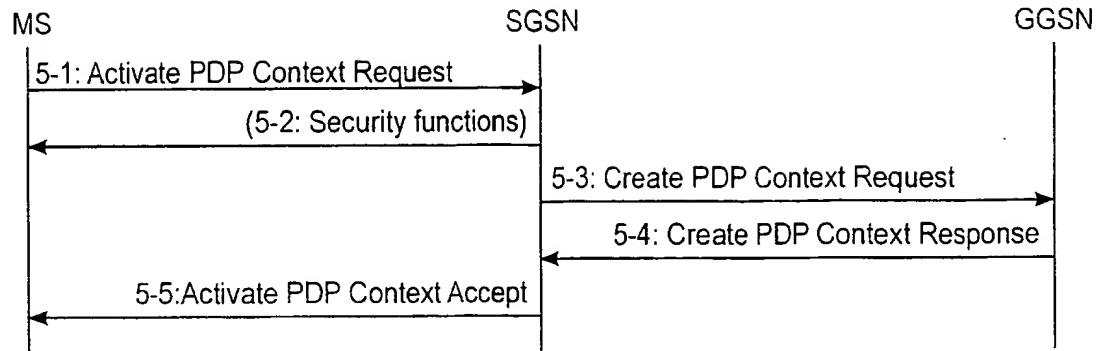 MS SGSN GGSN
5-1: Activate PDP Context Request
(5-2: Security functions)
5-3: Create PDP Context Request
5-4: Create PDP Context Response
5-5:Activate PDP Context Accept